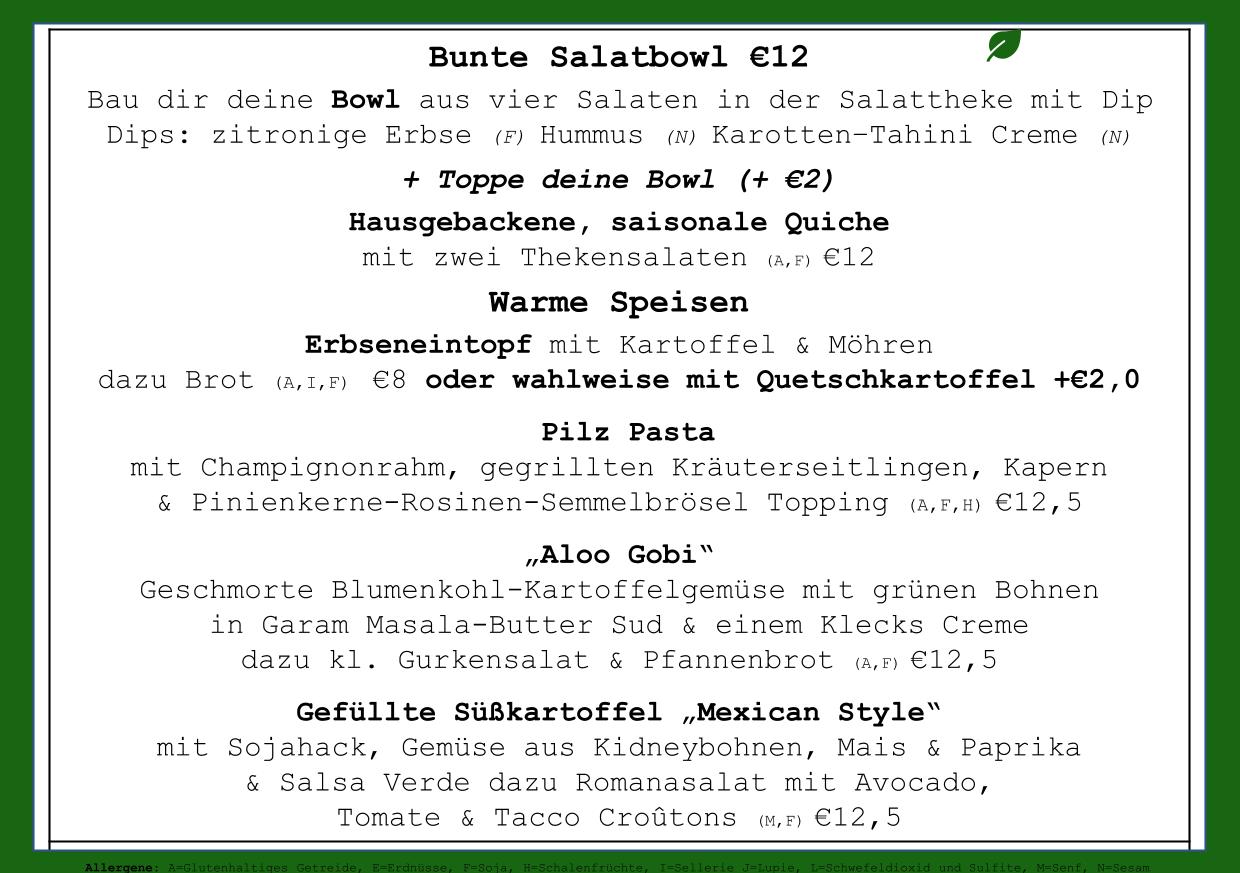 Bunte Salatbowl €12
Bau dir deine Bowl aus vier Salaten in der Salattheke mit Dip
Dips: zitronige Erbse (F) Hummus (N) Karotten-Tahini Creme (N)
+ Toppe deine Bowl (+ €2)
Hausgebackene, saisonale Quiche
mit zwei Thekensalaten (A,F) €12
Warme Speisen
Erbseneintopf mit Kartoffel & Möhren
dazu Brot (A,I,F) €8 oder wahlweise mit Quetschkartoffel +€2,0
Pilz Pasta
mit Champignonrahm, gegrillten Kräuterseitlingen, Kapern
& Pinienkerne-Rosinen-Semmelbrösel Topping (A,F,H) €12,5
„Aloo Gobi“
Geschmorte Blumenkohl-Kartoffelgemüse mit grünen Bohnen
in Garam Masala-Butter Sud & einem Klecks Creme
dazu kl. Gurkensalat & Pfannenbrot (A,F) €12,5
Gefüllte Süßkartoffel „Mexican Style“
mit Sojahack, Gemüse aus Kidneybohnen, Mais & Paprika
& Salsa Verde dazu Romanasalat mit Avocado,
Tomate & Tacco Croûtons (M,F) €12,5
Allergene: A=Glutenhaltiges Getreide, E=Erdnüsse, F=Soja, H=Schalenfrüchte, I=Sellerie J=Lupie, L=Schwefeldioxid und Sulfite, M=Senf, N=Sesam